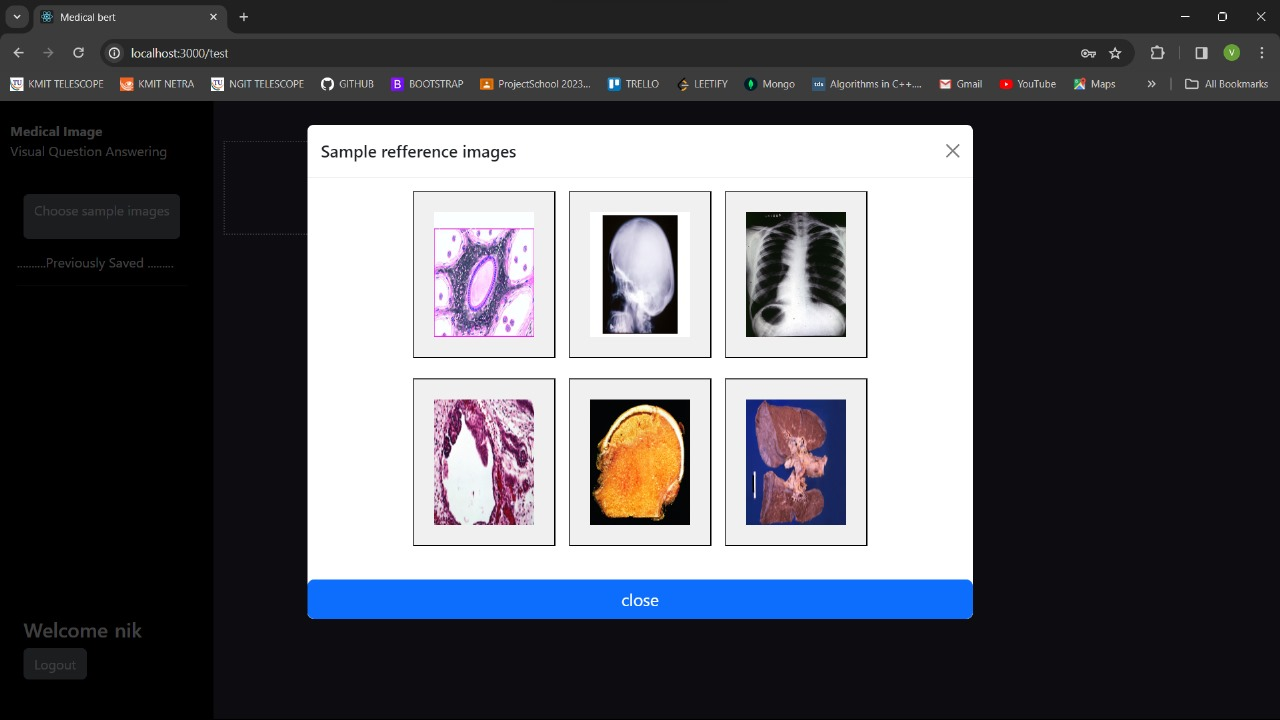 Medical bert
localhost:3000/test
V
KMIT TELESCOPE KMIT NETRA NGIT TELESCOPE GITHUB BOOTSTRAP ProjectSchool 2023... TRELLO LEETIFY Mongo Algorithms in C++.... Gmail YouTube Maps » All Bookmarks
Medical Image
Visual Question Answering
Choose sample images
..........Previously Saved .........
Welcome nik
Logout
Sample refference images
close